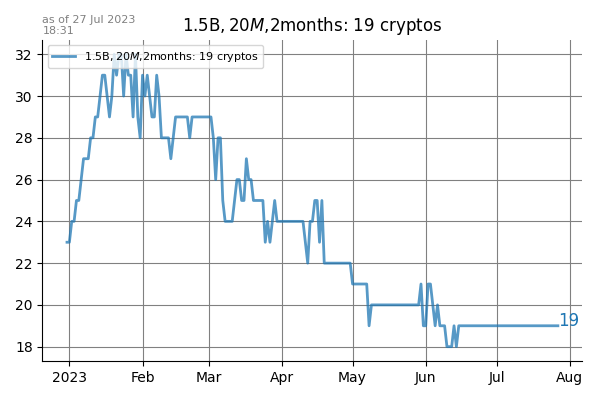 as of 27 Jul 2023
18:31
1.5B, 20M,2months: 19 cryptos
1.5B, 20M,2months: 19 cryptos
32
30
28
26
24
22
20
18
19
2023 Feb Mar Apr May Jun Jul Aug